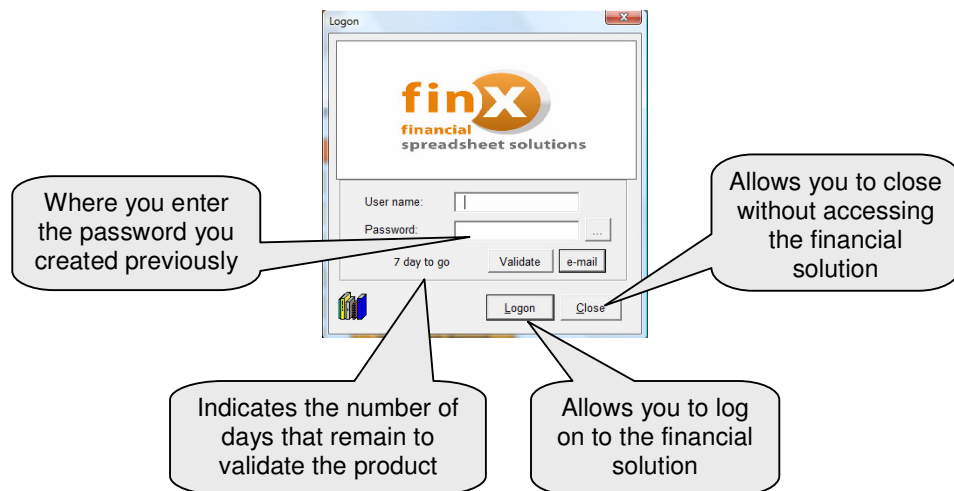 Logon
finx
financial
spreadsheet solutions
User name:
Password:
...
7 day to go
Validate
e-mail
Logon
Close
Where you enter
the password you
created previously
Allows you to close
without accessing
the financial
solution
Indicates the number of
days that remain to
validate the product
Allows you to log
on to the financial
solution